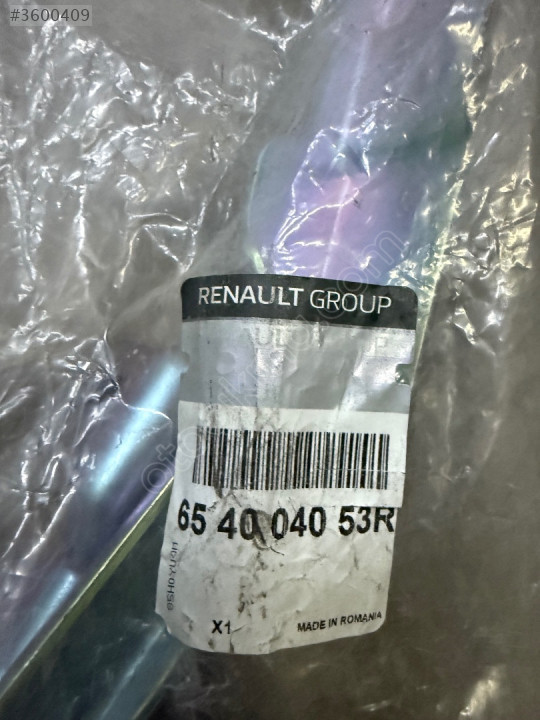 #3600409
RENAULT GROUP
65 40 040 53R
X1
MADE IN ROMANIA